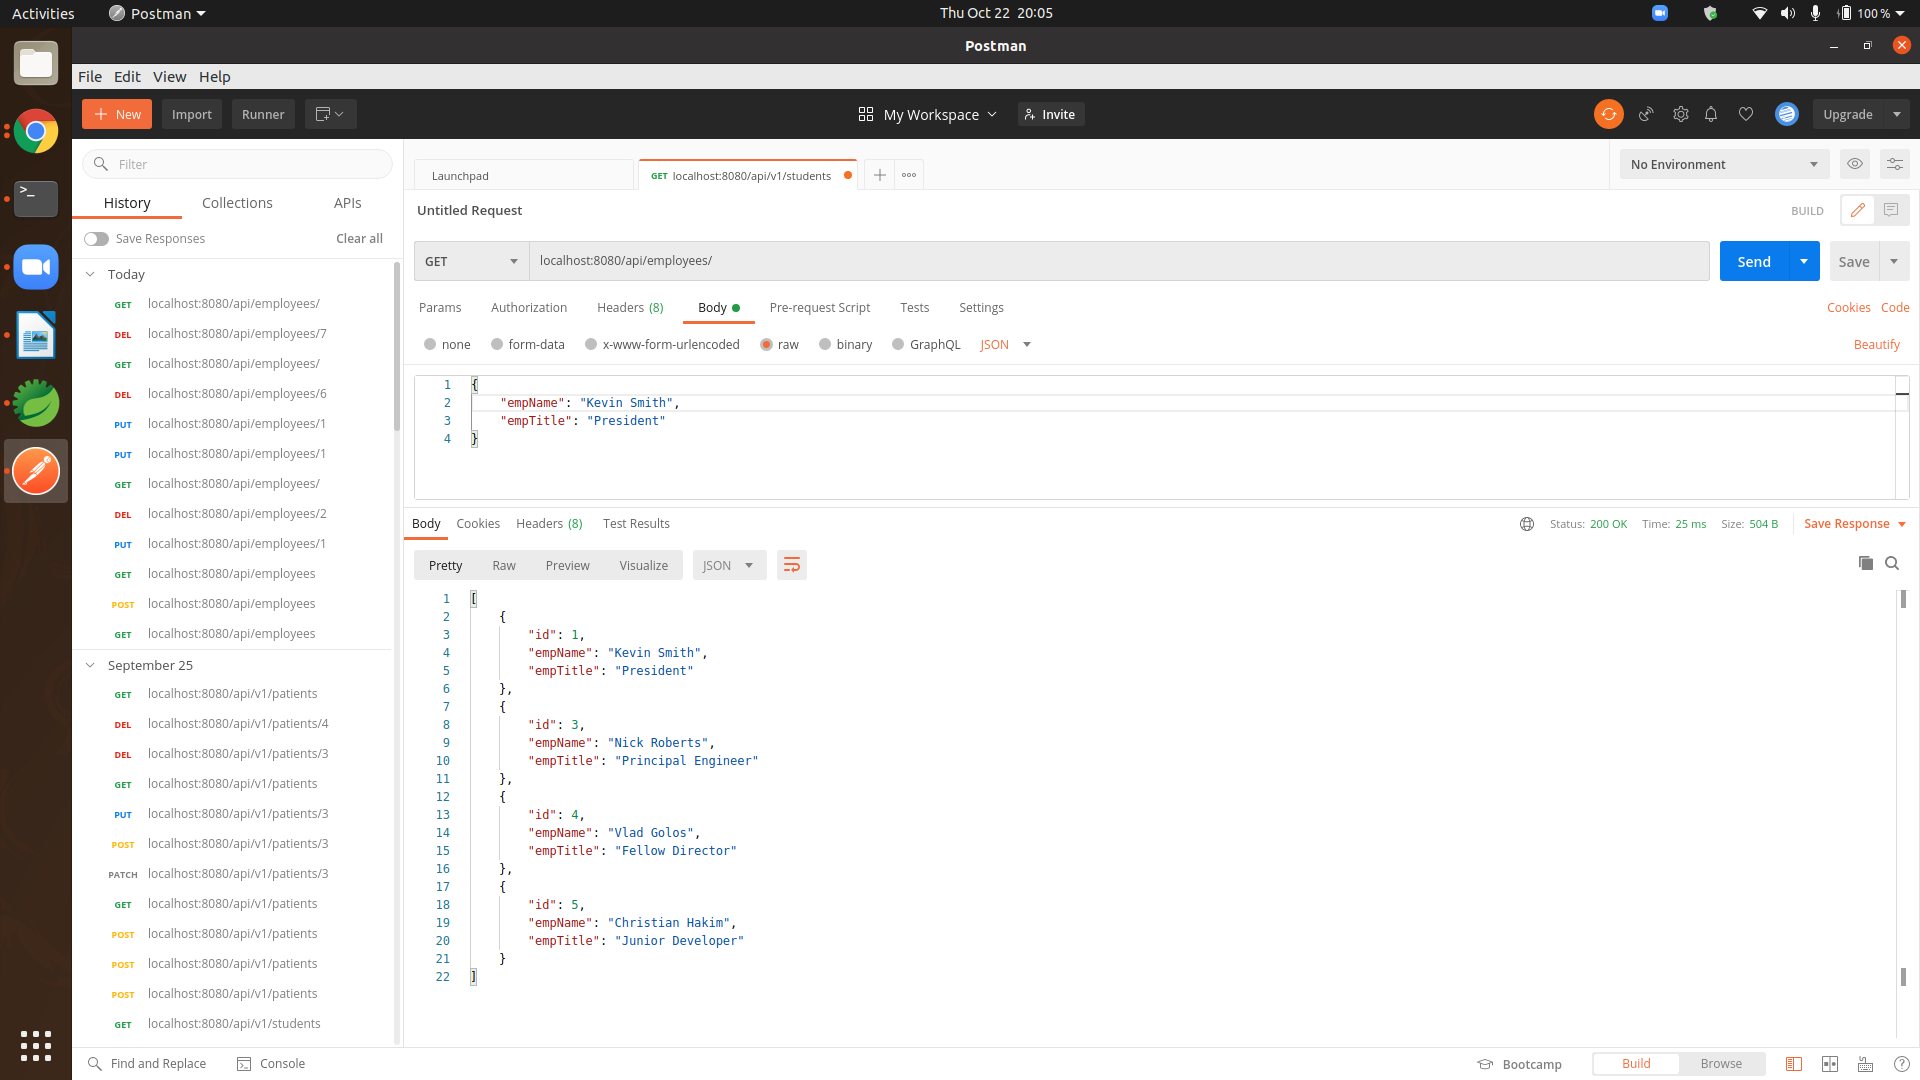 Activities
Postman
Thu Oct 22 20:05
100 %
Postman
File Edit View Help
New
Import
Runner
My Workspace
Invite
Upgrade
Filter
History
Collections
APIs
Save Responses
Clear all
Today
GET localhost:8080/api/employees/
DEL localhost:8080/api/employees/7
GET localhost:8080/api/employees/
DEL localhost:8080/api/employees/6
PUT localhost:8080/api/employees/1
PUT localhost:8080/api/employees/1
GET localhost:8080/api/employees/
DEL localhost:8080/api/employees/2
PUT localhost:8080/api/employees/1
GET localhost:8080/api/employees
POST localhost:8080/api/employees
GET localhost:8080/api/employees
September 25
GET localhost:8080/api/v1/patients
DEL localhost:8080/api/v1/patients/4
DEL localhost:8080/api/v1/patients/3
GET localhost:8080/api/v1/patients
PUT localhost:8080/api/v1/patients/3
POST localhost:8080/api/v1/patients/3
PATCH localhost:8080/api/v1/patients/3
GET localhost:8080/api/v1/patients
POST localhost:8080/api/v1/patients
POST localhost:8080/api/v1/patients
POST localhost:8080/api/v1/patients
GET localhost:8080/api/v1/students
Launchpad
GET localhost:8080/api/v1/students
No Environment
Untitled Request
BUILD
GET
localhost:8080/api/employees/
Send
Save
Params Authorization Headers (8) Body Pre-request Script Tests Settings
Cookies Code
none form-data x-www-form-urlencoded raw binary GraphQL JSON
Beautify
1 {
2 "empName": "Kevin Smith",
3 "empTitle": "President"
4 }
Body Cookies Headers (8) Test Results
Status: 200 OK Time: 25 ms Size: 504 B
Save Response
Pretty Raw Preview Visualize JSON
1 [
2 {
3 "id": 1,
4 "empName": "Kevin Smith",
5 "empTitle": "President"
6 },
7 {
8 "id": 3,
9 "empName": "Nick Roberts",
10 "empTitle": "Principal Engineer"
11 },
12 {
13 "id": 4,
14 "empName": "Vlad Golos",
15 "empTitle": "Fellow Director"
16 },
17 {
18 "id": 5,
19 "empName": "Christian Hakim",
20 "empTitle": "Junior Developer"
21 }
22 ]
Find and Replace
Console
Bootcamp
Build
Browse